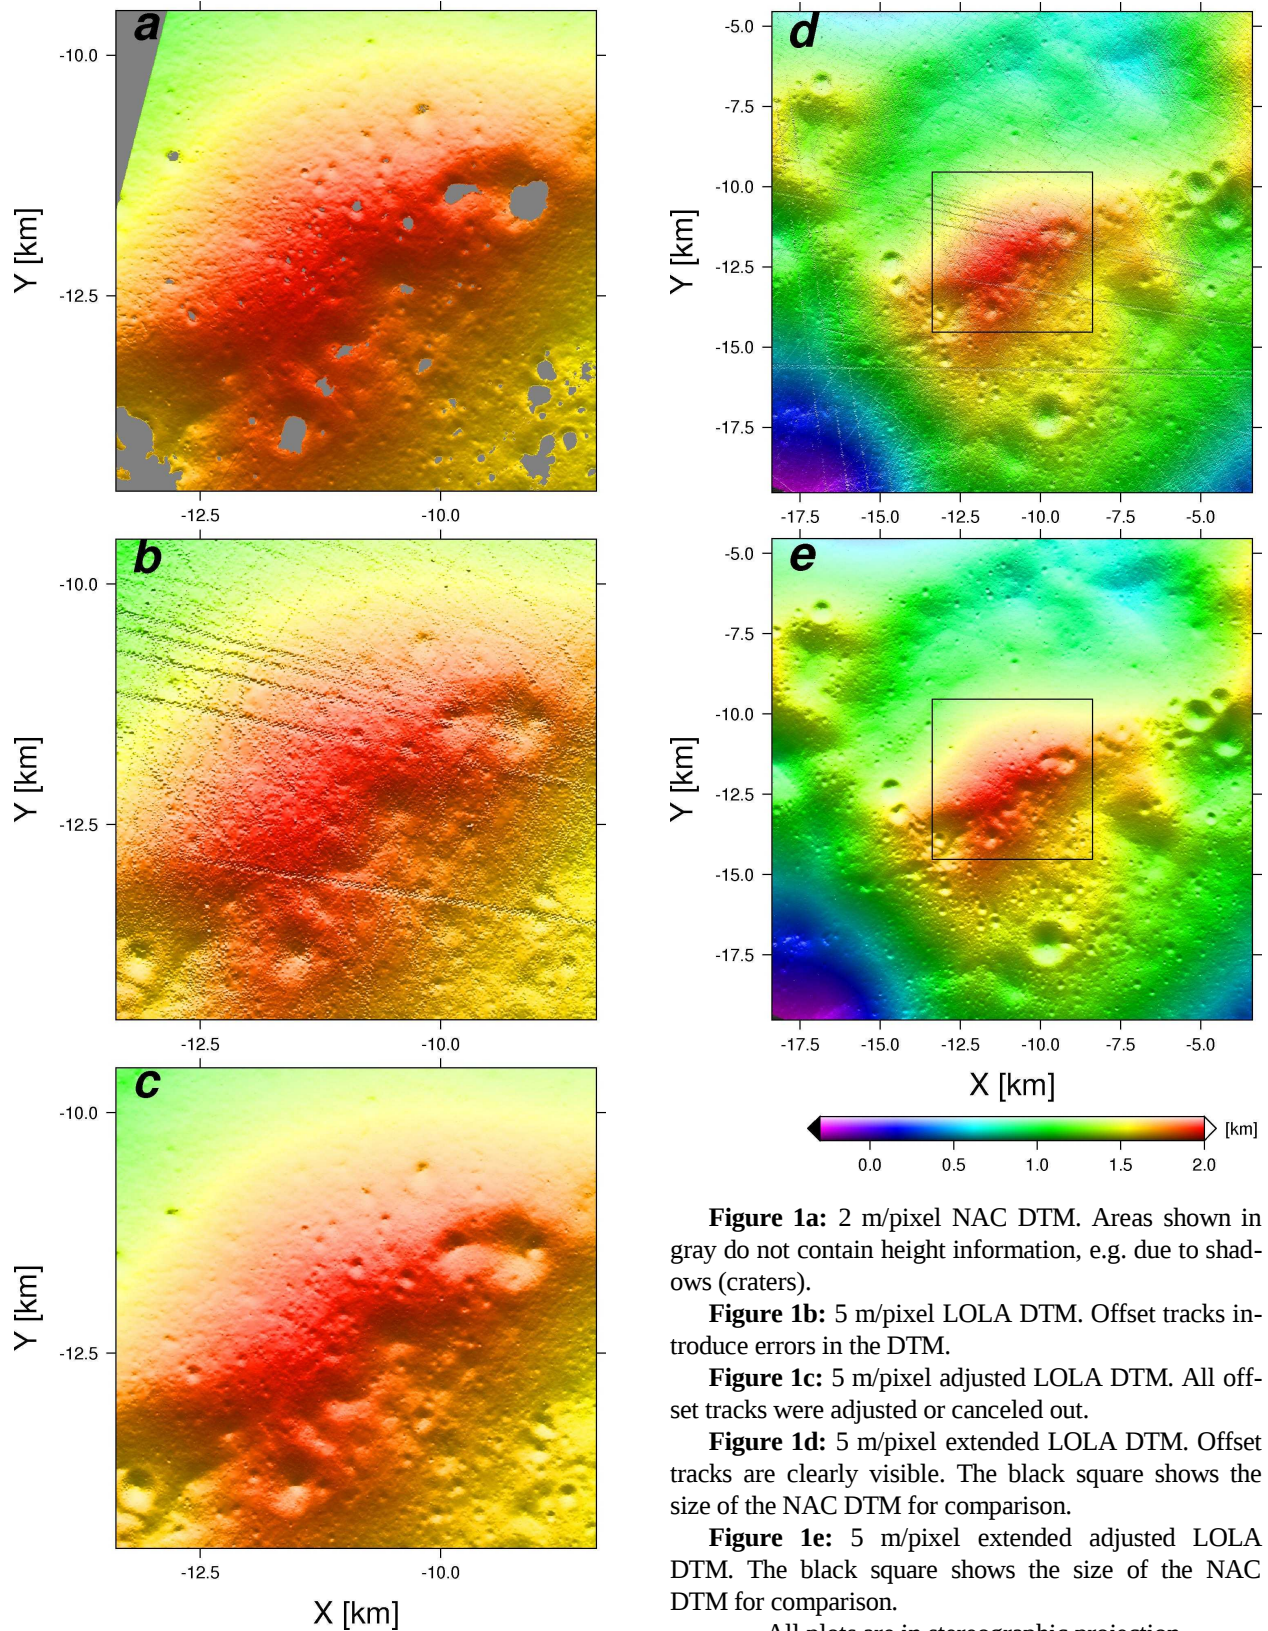 a
-10.0
-12.5
Y [km]
-12.5
-10.0
b
-10.0
-12.5
Y [km]
-12.5
-10.0
c
-10.0
-12.5
Y [km]
-12.5
-10.0
X [km]
d
-5.0
-7.5
-10.0
-12.5
-15.0
-17.5
Y [km]
-17.5
-15.0
-12.5
-10.0
-7.5
-5.0
e
-5.0
-7.5
-10.0
-12.5
-15.0
-17.5
Y [km]
-17.5
-15.0
-12.5
-10.0
-7.5
-5.0
X [km]
[km]
0.0
0.5
1.0
1.5
2.0
Figure 1a: 2 m/pixel NAC DTM. Areas shown in
gray do not contain height information, e.g. due to shad-
ows (craters).
Figure 1b: 5 m/pixel LOLA DTM. Offset tracks in-
troduce errors in the DTM.
Figure 1c: 5 m/pixel adjusted LOLA DTM. All off-
set tracks were adjusted or canceled out.
Figure 1d: 5 m/pixel extended LOLA DTM. Offset
tracks are clearly visible. The black square shows the
size of the NAC DTM for comparison.
Figure 1e: 5 m/pixel extended adjusted LOLA
DTM. The black square shows the size of the NAC
DTM for comparison.
All plots are in stereographic projection